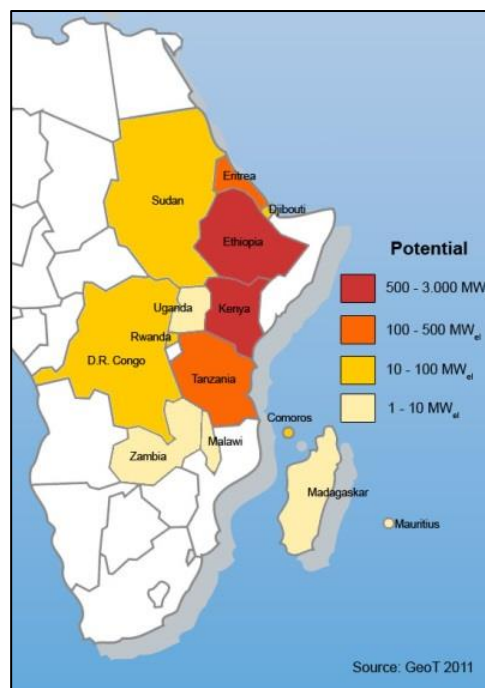 Eritrea
Sudan
Djibouti
Ethiopia
Potential
500 - 3.000 MW
Uganda
Kenya
100 - 500 MWel
Rwanda
D.R. Congo
10 - 100 MWel
Tanzania
1 - 10 MWel
Comoros
Malawi
Zambia
Madagaskar
Mauritius
Source: GeoT 2011